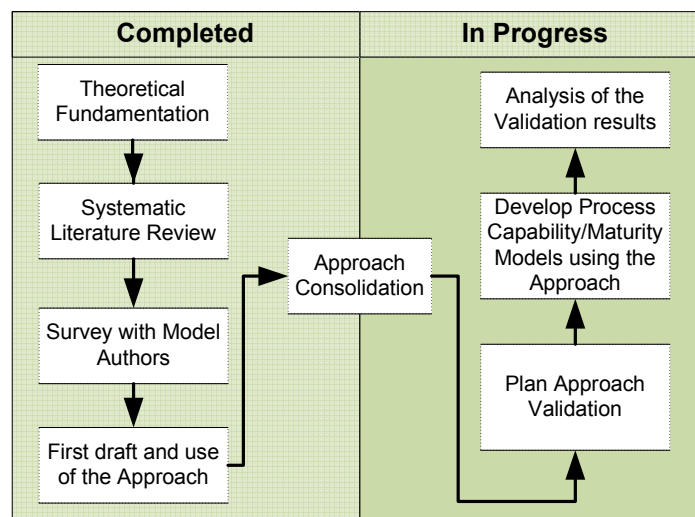 Completed
In Progress
Theoretical
Fundamentation
Systematic
Literature Review
Survey with Model
Authors
First draft and use
of the Approach
Approach
Consolidation
Plan Approach
Validation
Develop Process
Capability/Maturity
Models using the
Approach
Analysis of the
Validation results